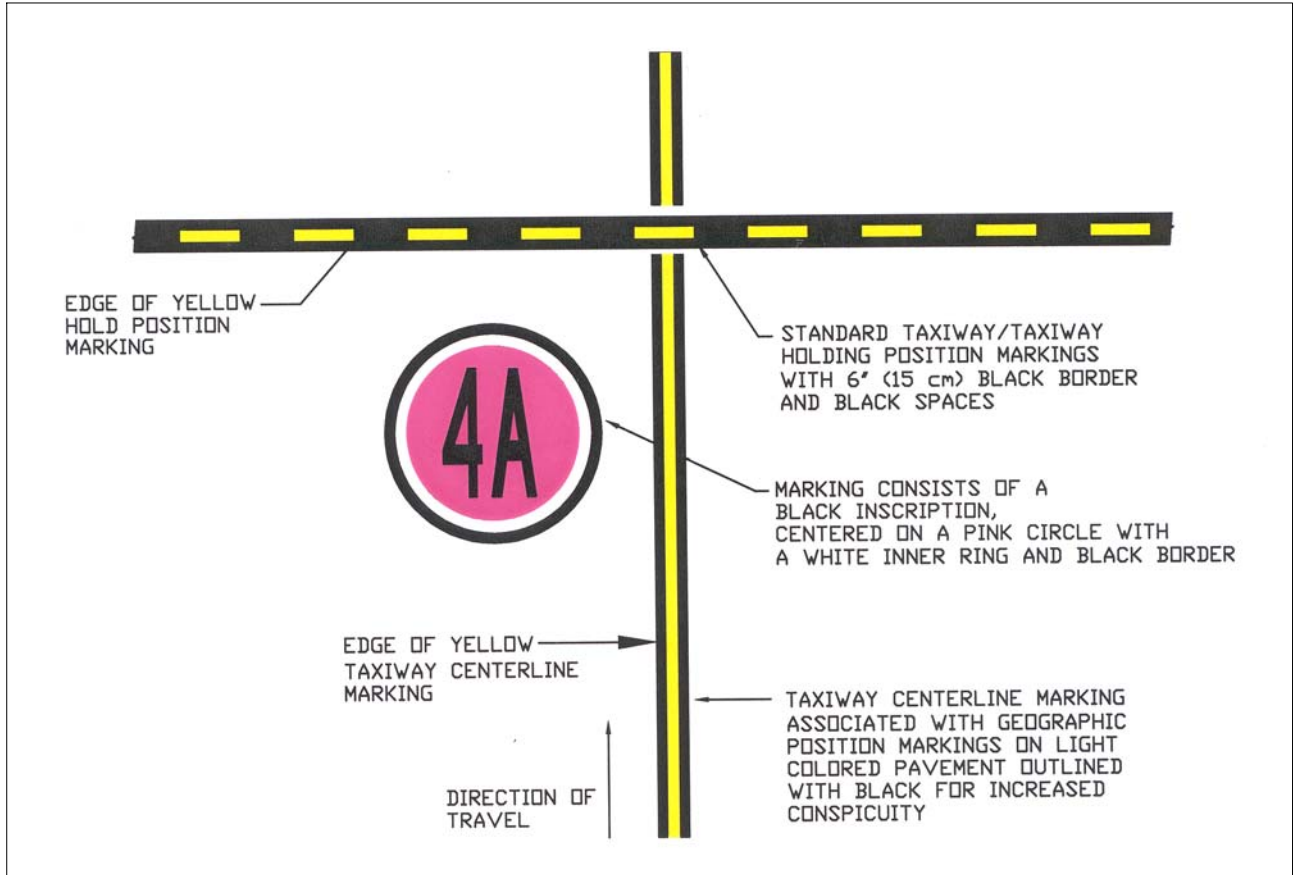 EDGE OF YELLOW
HOLD POSITION
MARKING
STANDARD TAXIWAY/TAXIWAY
HOLDING POSITION MARKINGS
WITH 6" (15 cm) BLACK BORDER
AND BLACK SPACES
4A
MARKING CONSISTS OF A
BLACK INSCRIPTION,
CENTERED ON A PINK CIRCLE WITH
A WHITE INNER RING AND BLACK BORDER
EDGE OF YELLOW
TAXIWAY CENTERLINE
MARKING
TAXIWAY CENTERLINE MARKING
ASSOCIATED WITH GEOGRAPHIC
POSITION MARKINGS ON LIGHT
COLORED PAVEMENT OUTLINED
WITH BLACK FOR INCREASED
CONSPICUITY
DIRECTION OF
TRAVEL